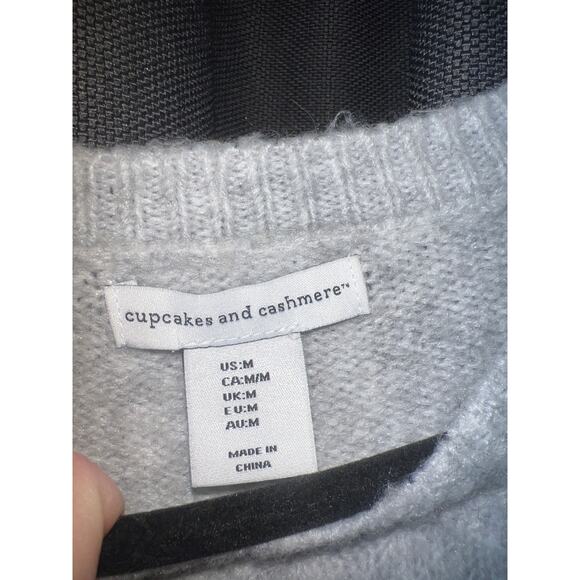 cupcakes and cashmere™
US:M
CA:M/M
UK:M
EU:M
AU:M
MADE IN
CHINA